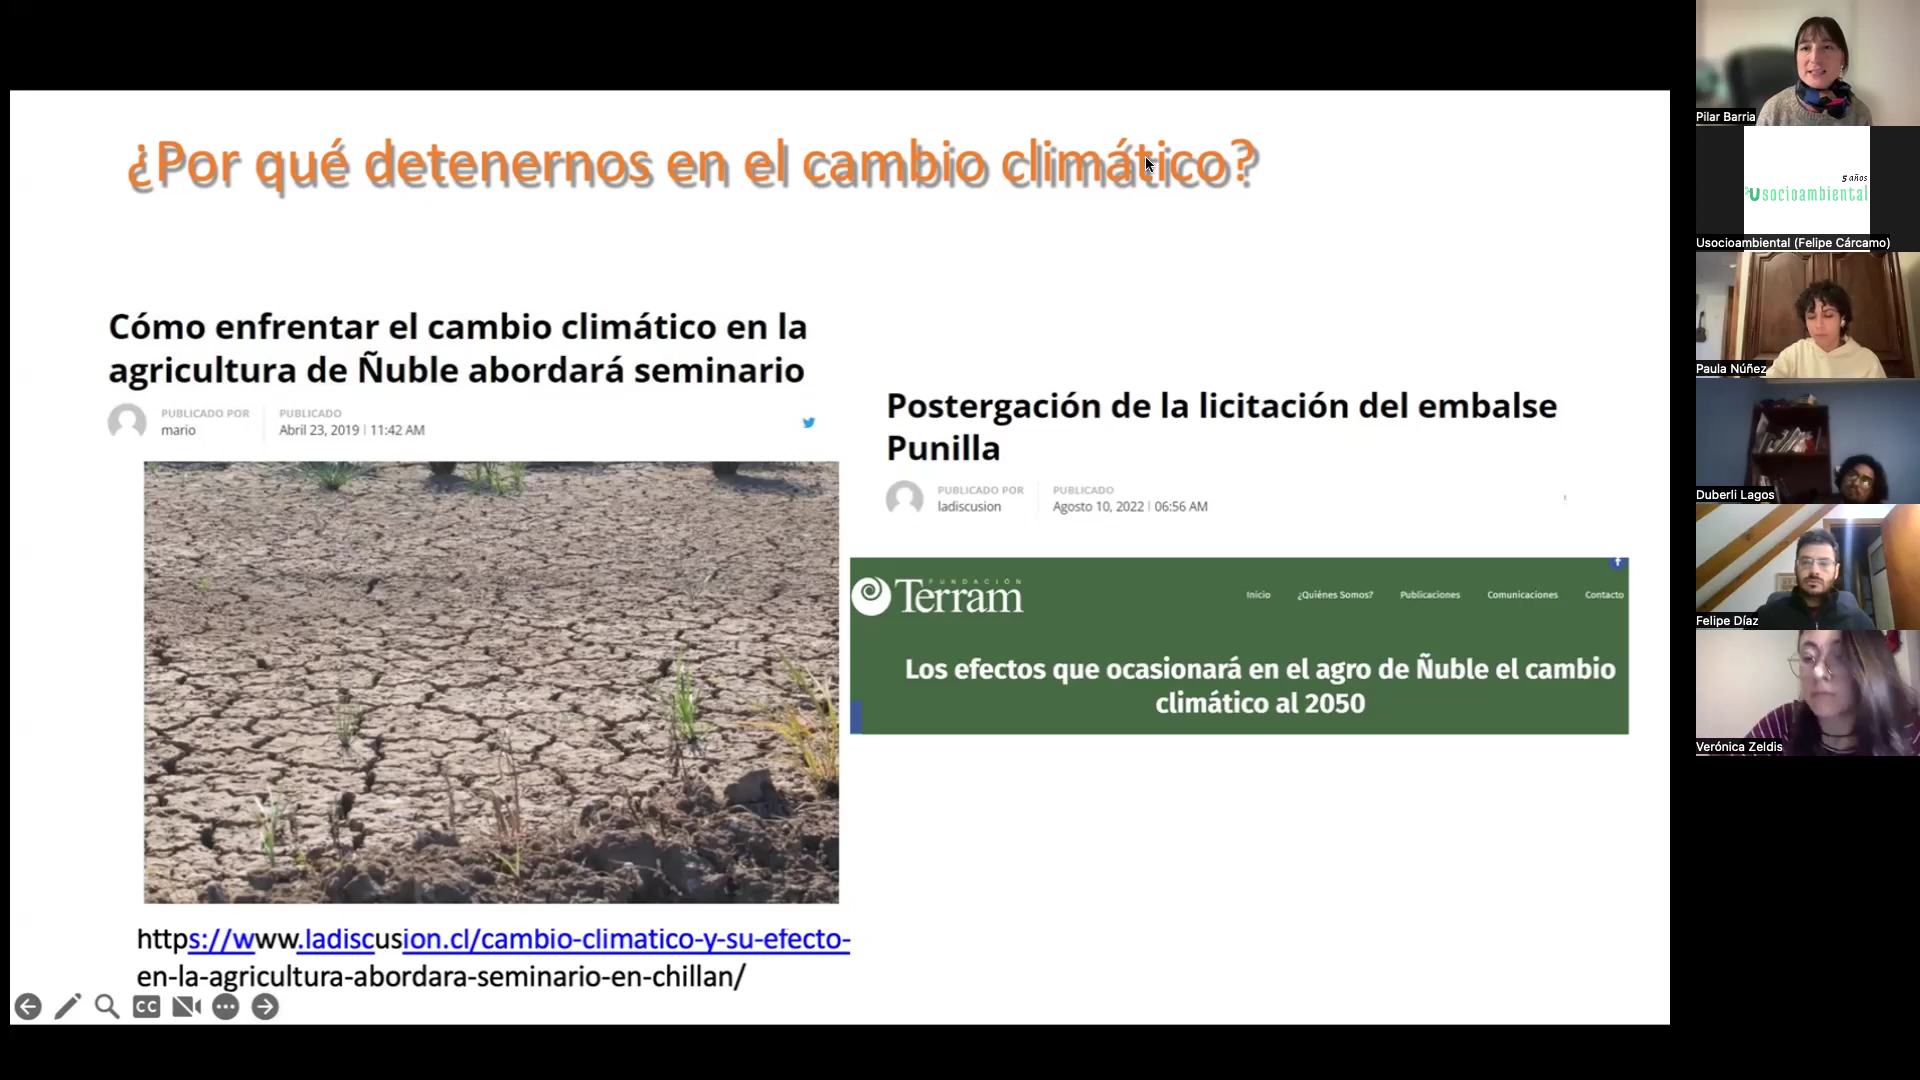 ¿Por qué detenernos en el cambio climático?
Cómo enfrentar el cambio climático en la
agricultura de Ñuble abordará seminario
PUBLICADO POR
mario
PUBLICADO
Abril 23, 2019 | 11:42 AM
https://www.ladiscusion.cl/cambio-climatico-y-su-efecto-
en-la-agricultura-abordara-seminario-en-chillan/
Postergación de la licitación del embalse
Punilla
PUBLICADO POR
ladiscusion
PUBLICADO
Agosto 10, 2022 | 06:56 AM
FUNDACIÓN
Terram
Inicio ¿Quiénes Somos? Publicaciones Comunicaciones Contacto
Los efectos que ocasionará en el agro de Ñuble el cambio
climático al 2050
CC
Pilar Barria
5 años
Usocioambiental
Usocioambiental (Felipe Cárcamo)
Paula Núñez
Duberli Lagos
Felipe Díaz
Verónica Zeldis